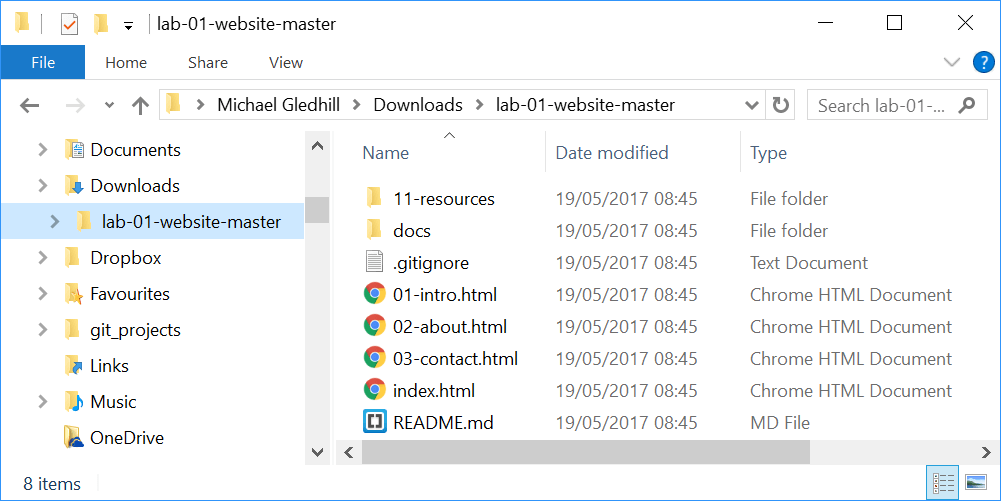 lab-01-website-master
File Home Share View
Michael Gledhill Downloads lab-01-website-master Search lab-01-...
Documents
Downloads
lab-01-website-master
Dropbox
Favourites
git_projects
Links
Music
OneDrive
Name Date modified Type
11-resources 19/05/2017 08:45 File folder
docs 19/05/2017 08:45 File folder
.gitignore 19/05/2017 08:45 Text Document
01-intro.html 19/05/2017 08:45 Chrome HTML Document
02-about.html 19/05/2017 08:45 Chrome HTML Document
03-contact.html 19/05/2017 08:45 Chrome HTML Document
index.html 19/05/2017 08:45 Chrome HTML Document
README.md 19/05/2017 08:45 MD File
8 items